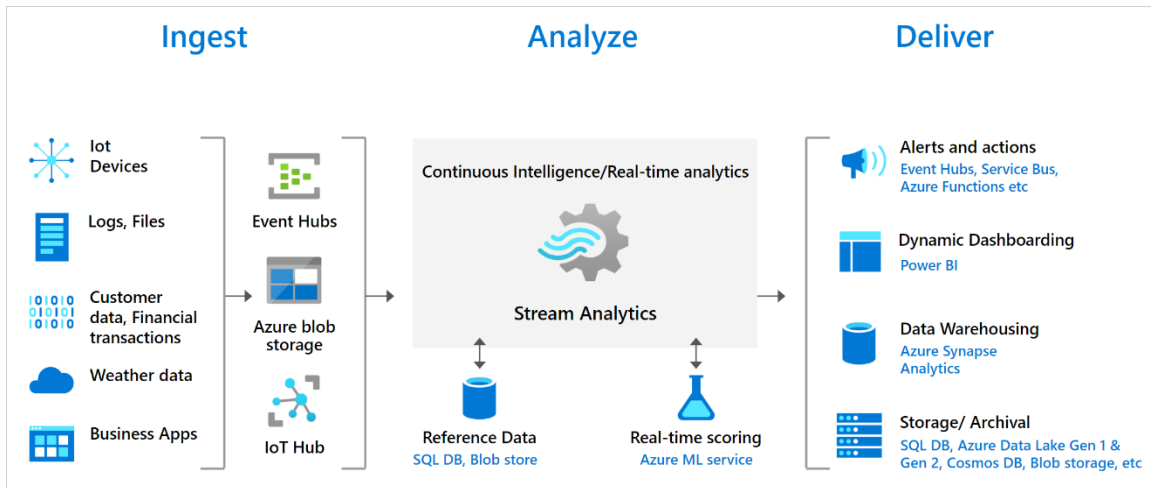 Ingest
Analyze
Deliver
Iot
Devices
Logs, Files
Customer
data, Financial
transactions
Weather data
Business Apps
Event Hubs
Azure blob
storage
IoT Hub
Continuous Intelligence/Real-time analytics
Stream Analytics
Reference Data
SQL DB, Blob store
Real-time scoring
Azure ML service
Alerts and actions
Event Hubs, Service Bus,
Azure Functions etc
Dynamic Dashboarding
Power BI
Data Warehousing
Azure Synapse
Analytics
Storage/ Archival
SQL DB, Azure Data Lake Gen 1 &
Gen 2, Cosmos DB, Blob storage, etc